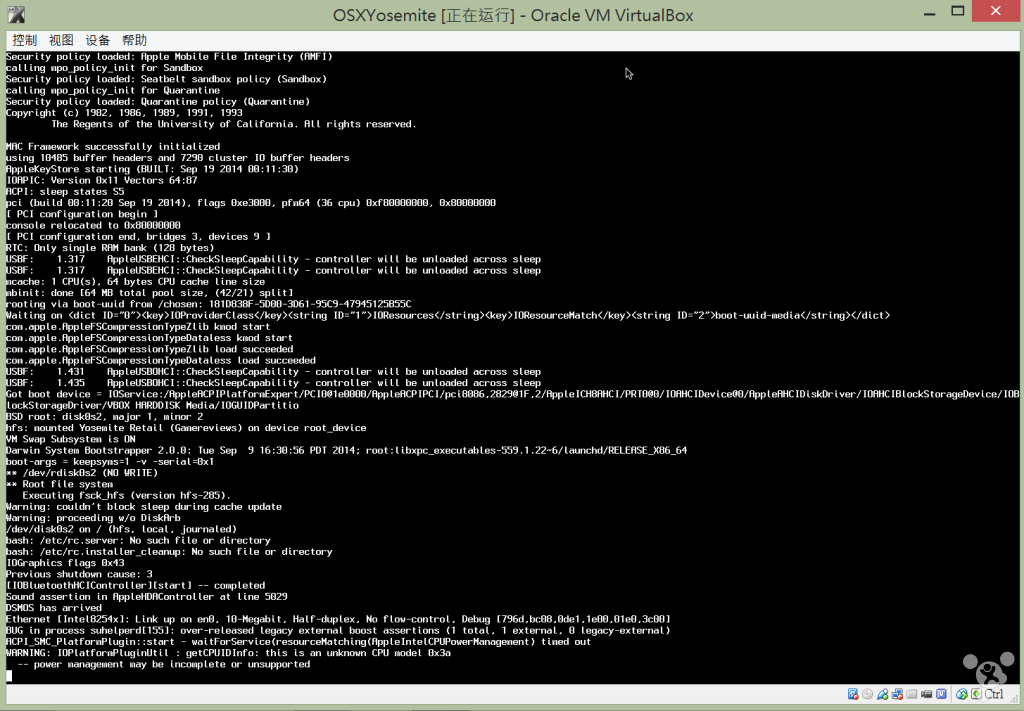 OSXYosemite [正在运行] - Oracle VM VirtualBox
控制 视图 设备 帮助
Security policy loaded: Apple Mobile File Integrity (AMFI)
calling mpo_policy_init for Sandbox
Security policy loaded: Seatbelt sandbox policy (Sandbox)
calling mpo_policy_init for Quarantine
Security policy loaded: Quarantine policy (Quarantine)
Copyright (c) 1982, 1986, 1989, 1991, 1993
The Regents of the University of California. All rights reserved.
MAC Framework successfully initialized
using 10485 buffer headers and 7290 cluster IO buffer headers
AppleKeyStore starting (BUILT: Sep 19 2014 00:11:30)
IOAPIC: Version 0x11 Vectors 64:87
ACPI: sleep states S5
pci (build 00:11:20 Sep 19 2014), flags 0xe3000, pfm64 (36 cpu) 0xf80000000, 0x80000000
[ PCI configuration begin ]
console relocated to 0x80000000
[ PCI configuration end, bridges 3, devices 9 ]
RTC: Only single RAM bank (128 bytes)
USBF: 1.317 AppleUSBEHCI::CheckSleepCapability - controller will be unloaded across sleep
USBF: 1.317 AppleUSBEHCI::CheckSleepCapability - controller will be unloaded across sleep
mcache: 1 CPU(s), 64 bytes CPU cache line size
mbinit: done [64 MB total pool size, (42/21) split]
rooting via boot-uuid from /chosen: 181D838F-5D00-3D61-95C9-47945125B55C
Waiting on <dict ID="0"><key>IOProviderClass</key><string ID="1">IOResources</string><key>IOResourceMatch</key><string ID="2">boot-uuid-media</string></dict>
com.apple.AppleFSCompressionTypeZlib kmod start
com.apple.AppleFSCompressionTypeDataless kmod start
com.apple.AppleFSCompressionTypeZlib load succeeded
com.apple.AppleFSCompressionTypeDataless load succeeded
USBF: 1.431 AppleUSBOHCI::CheckSleepCapability - controller will be unloaded across sleep
USBF: 1.435 AppleUSBOHCI::CheckSleepCapability - controller will be unloaded across sleep
Got boot device = IOService:/AppleACPIPlatformExpert/PCI0@1e0000/AppleACPIPCI/pci8086,2829@1F,2/AppleICH8AHCI/PRT0@0/IOAHCIDevice@0/AppleAHCIDiskDriver/IOAHCIBlockStorageDevice/IOB
lockStorageDriver/VBOX HARDDISK Media/IOGUIDPartitio
BSD root: disk0s2, major 1, minor 2
hfs: mounted Yosemite Retail (Gamereviews) on device root_device
VM Swap Subsystem is ON
Darwin System Bootstrapper 2.0.0: Tue Sep  9 16:30:56 PDT 2014; root:libxpc_executables-559.1.22~6/launchd/RELEASE_X86_64
boot-args = keepsyms=1 -v -serial=0x1
** /dev/rdisk0s2 (NO WRITE)
** Root file system
Executing fsck_hfs (version hfs-285).
Warning: couldn't block sleep during cache update
Warning: proceeding w/o DiskArb
/dev/disk0s2 on / (hfs, local, journaled)
bash: /etc/rc.server: No such file or directory
bash: /etc/rc.installer_cleanup: No such file or directory
IOGraphics flags 0x43
Previous shutdown cause: 3
[IOBluetoothHCIController][start] -- completed
Sound assertion in AppleHDAController at line 5029
DSMOS has arrived
Ethernet [Intel8254x]: Link up on en0, 10-Megabit, Half-duplex, No flow-control, Debug [796d,bc08,0de1,1e00,01e0,3c00]
BUG in process suhelperd[155]: over-released legacy external boost assertions (1 total, 1 external, 0 legacy-external)
ACPI_SMC_PlatformPlugin::start - waitForService(resourceMatching(AppleIntelCPUPowerManagement) timed out
WARNING: IOPlatformPluginUtil : getCPUIDInfo: this is an unknown CPU model 0x3a
-- power management may be incomplete or unsupported
Ctrl